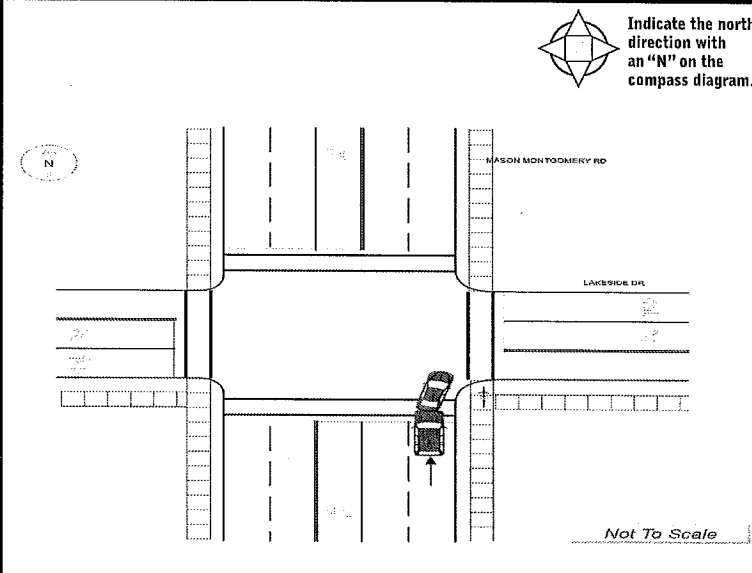 Indicate the north
direction with
an "N" on the
compass diagram.
N
MASON MONTGOMERY RD
LAKESIDE DR
Not To Scale